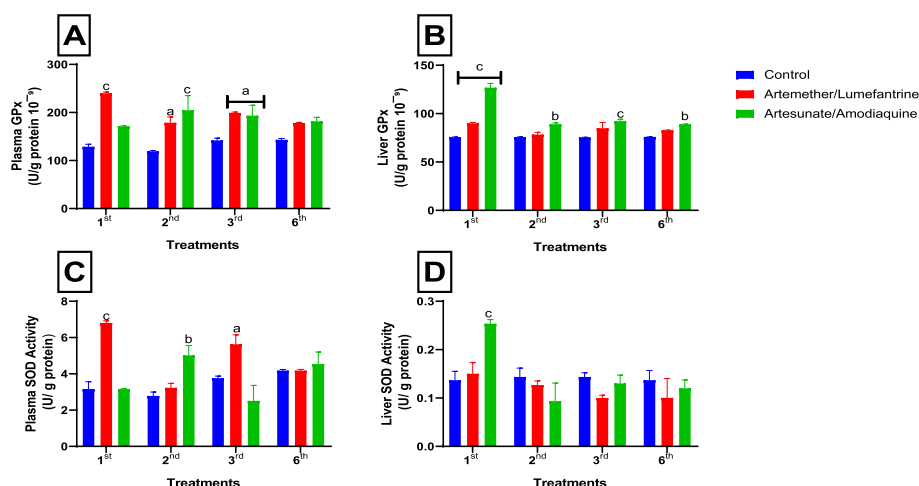 A
Plasma GPx
(U/g protein 10⁻⁹)
300
200
100
0
c
a
c
a
1st 2nd 3rd 6th
Treatments
B
Liver GPx
(U/g protein 10⁻⁹)
150
100
50
0
c
b
c
b
1st 2nd 3rd 6th
Treatments
Control
Artemether/Lumefantrine
Artesunate/Amodiaquine
C
Plasma SOD Activity
(U/ g protein)
8
6
4
2
0
c
b
a
1st 2nd 3rd 6th
Treatments
D
Liver SOD Activity
(U/ g protein)
0.3
0.2
0.1
0.0
c
1st 2nd 3rd 6th
Treatments